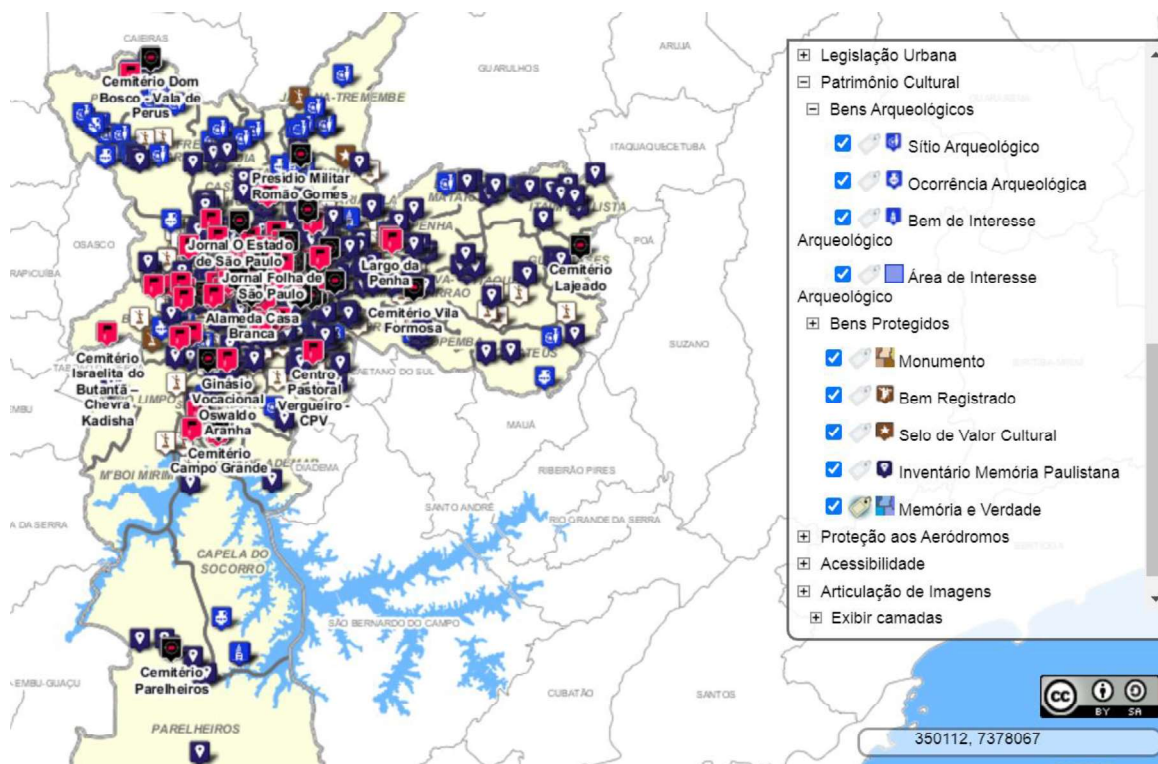 CAIEIRAS
ARUJÁ
GUARULHOS
Cemitério Dom
Bosco - Vala de
Perus
ITAQUAQUECETUBA
Presidio Militar
Romão Gomes
PENHA
OSASCO
POÁ
Jornal O Estado
de São Paulo
Jornal Folha de
São Paulo
Largo da
Penha
Cemitério
Lajeado
Alameda Casa
Branca
Cemitério Vila
Formosa
SUZANO
Cemitério
Israelita do
Butantã –
Chevra
Kadisha
Ginásio
Vocacional
Oswaldo
Aranha
Centro
Pastoral
Vergueiro -
CPV
MAUÁ
Cemitério
Campo Grande
DIADEMA
RIBEIRÃO PIRES
M'BOI MIRIM
SANTO ANDRÉ
RIO GRANDE DA SERRA
CAPELA DO
SOCORRO
SÃO BERNARDO DO CAMPO
Cemitério
Parelheiros
EMBU-GUAÇU
CUBATÃO
SANTOS
PARELHEIROS
Legislação Urbana
Patrimônio Cultural
Bens Arqueológicos
Sítio Arqueológico
Ocorrência Arqueológica
Bem de Interesse
Arqueológico
Área de Interesse
Arqueológico
Bens Protegidos
Monumento
Bem Registrado
Selo de Valor Cultural
Inventário Memória Paulistana
Memória e Verdade
Proteção aos Aeródromos
Acessibilidade
Articulação de Imagens
Exibir camadas
cc
BY SA
350112, 7378067